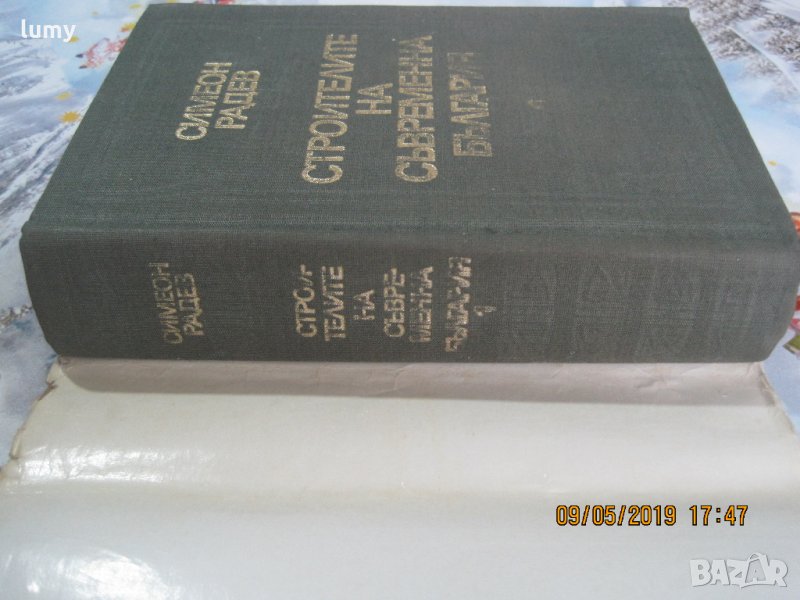 lumy
СИМЕОН
РАДЕВ
СТРОИТЕЛИТЕ
НА
СЪВРЕМЕННА
БЪЛГАРИЯ
СИМЕОН
РАДЕВ
СТРОИ-
ТЕЛИТЕ
НА
СЪВРЕ-
МЕННА
БЪЛГАРИЯ
09/05/2019 17:47
BAZAR